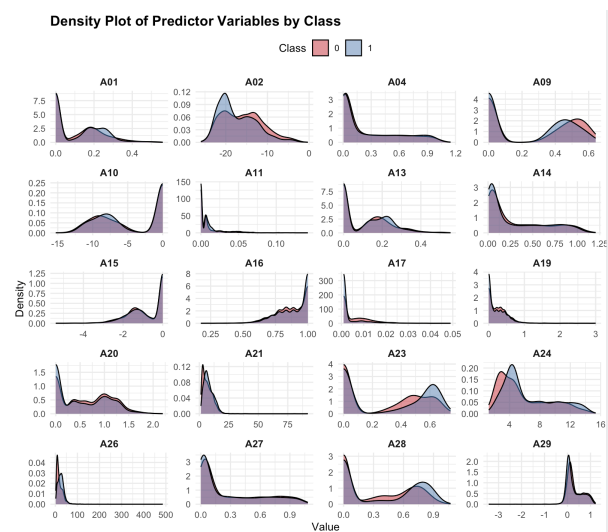 Density Plot of Predictor Variables by Class
Class 0 1
A01 A02 A04 A09
7.5 5.0 2.5 0.0
0.0 0.2 0.4
0.12 0.09 0.06 0.03 0.00
-20 -10 0
3 2 1 0
0.0 0.3 0.6 0.9 1.2
4 3 2 1 0
0.0 0.2 0.4 0.6
A10 A11 A13 A14
0.25 0.20 0.15 0.10 0.05 0.00
-15 -10 -5 0
150 100 50 0
0.00 0.05 0.10
7.5 5.0 2.5 0.0
0.0 0.2 0.4
3 2 1 0
0.00 0.25 0.50 0.75 1.00 1.25
A15 A16 A17 A19
Density
1.25 1.00 0.75 0.50 0.25 0.00
-4 -2 0
8 6 4 2 0
0.25 0.50 0.75 1.00
300 200 100 0
0.00 0.01 0.02 0.03 0.04 0.05
4 3 2 1 0
0 1 2 3
A20 A21 A23 A24
1.5 1.0 0.5 0.0
0.0 0.5 1.0 1.5 2.0
0.12 0.08 0.04 0.00
0 25 50 75
4 3 2 1 0
0.0 0.2 0.4 0.6
0.20 0.15 0.10 0.05 0.00
4 8 12 16
A26 A27 A28 A29
0.04 0.03 0.02 0.01 0.00
0 100 200 300 400 500
3 2 1 0
0.0 0.3 0.6 0.9
3 2 1 0
0.0 0.3 0.6 0.9
2.0 1.5 1.0 0.5 0.0
-3 -2 -1 0 1
Value